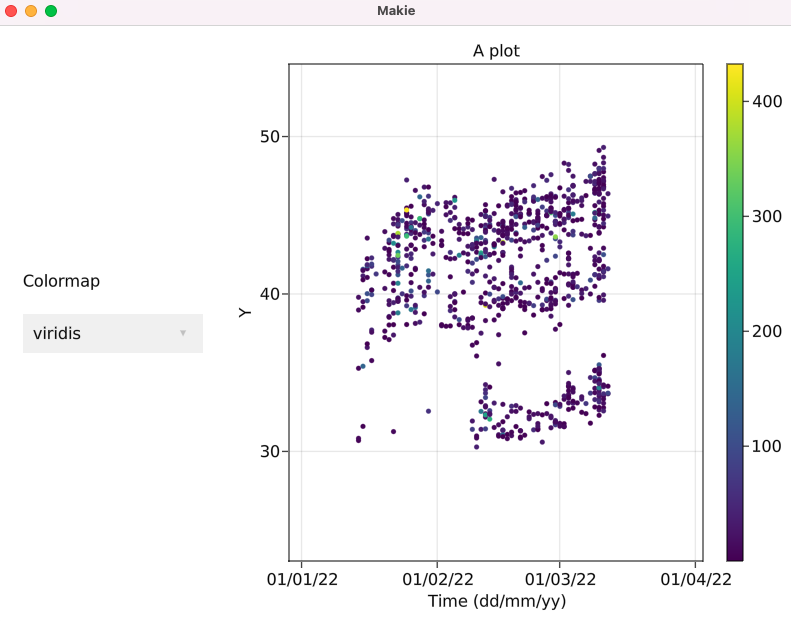 Makie
A plot
Colormap
viridis
Y
50
40
30
01/01/22
01/02/22
01/03/22
01/04/22
Time (dd/mm/yy)
400
300
200
100